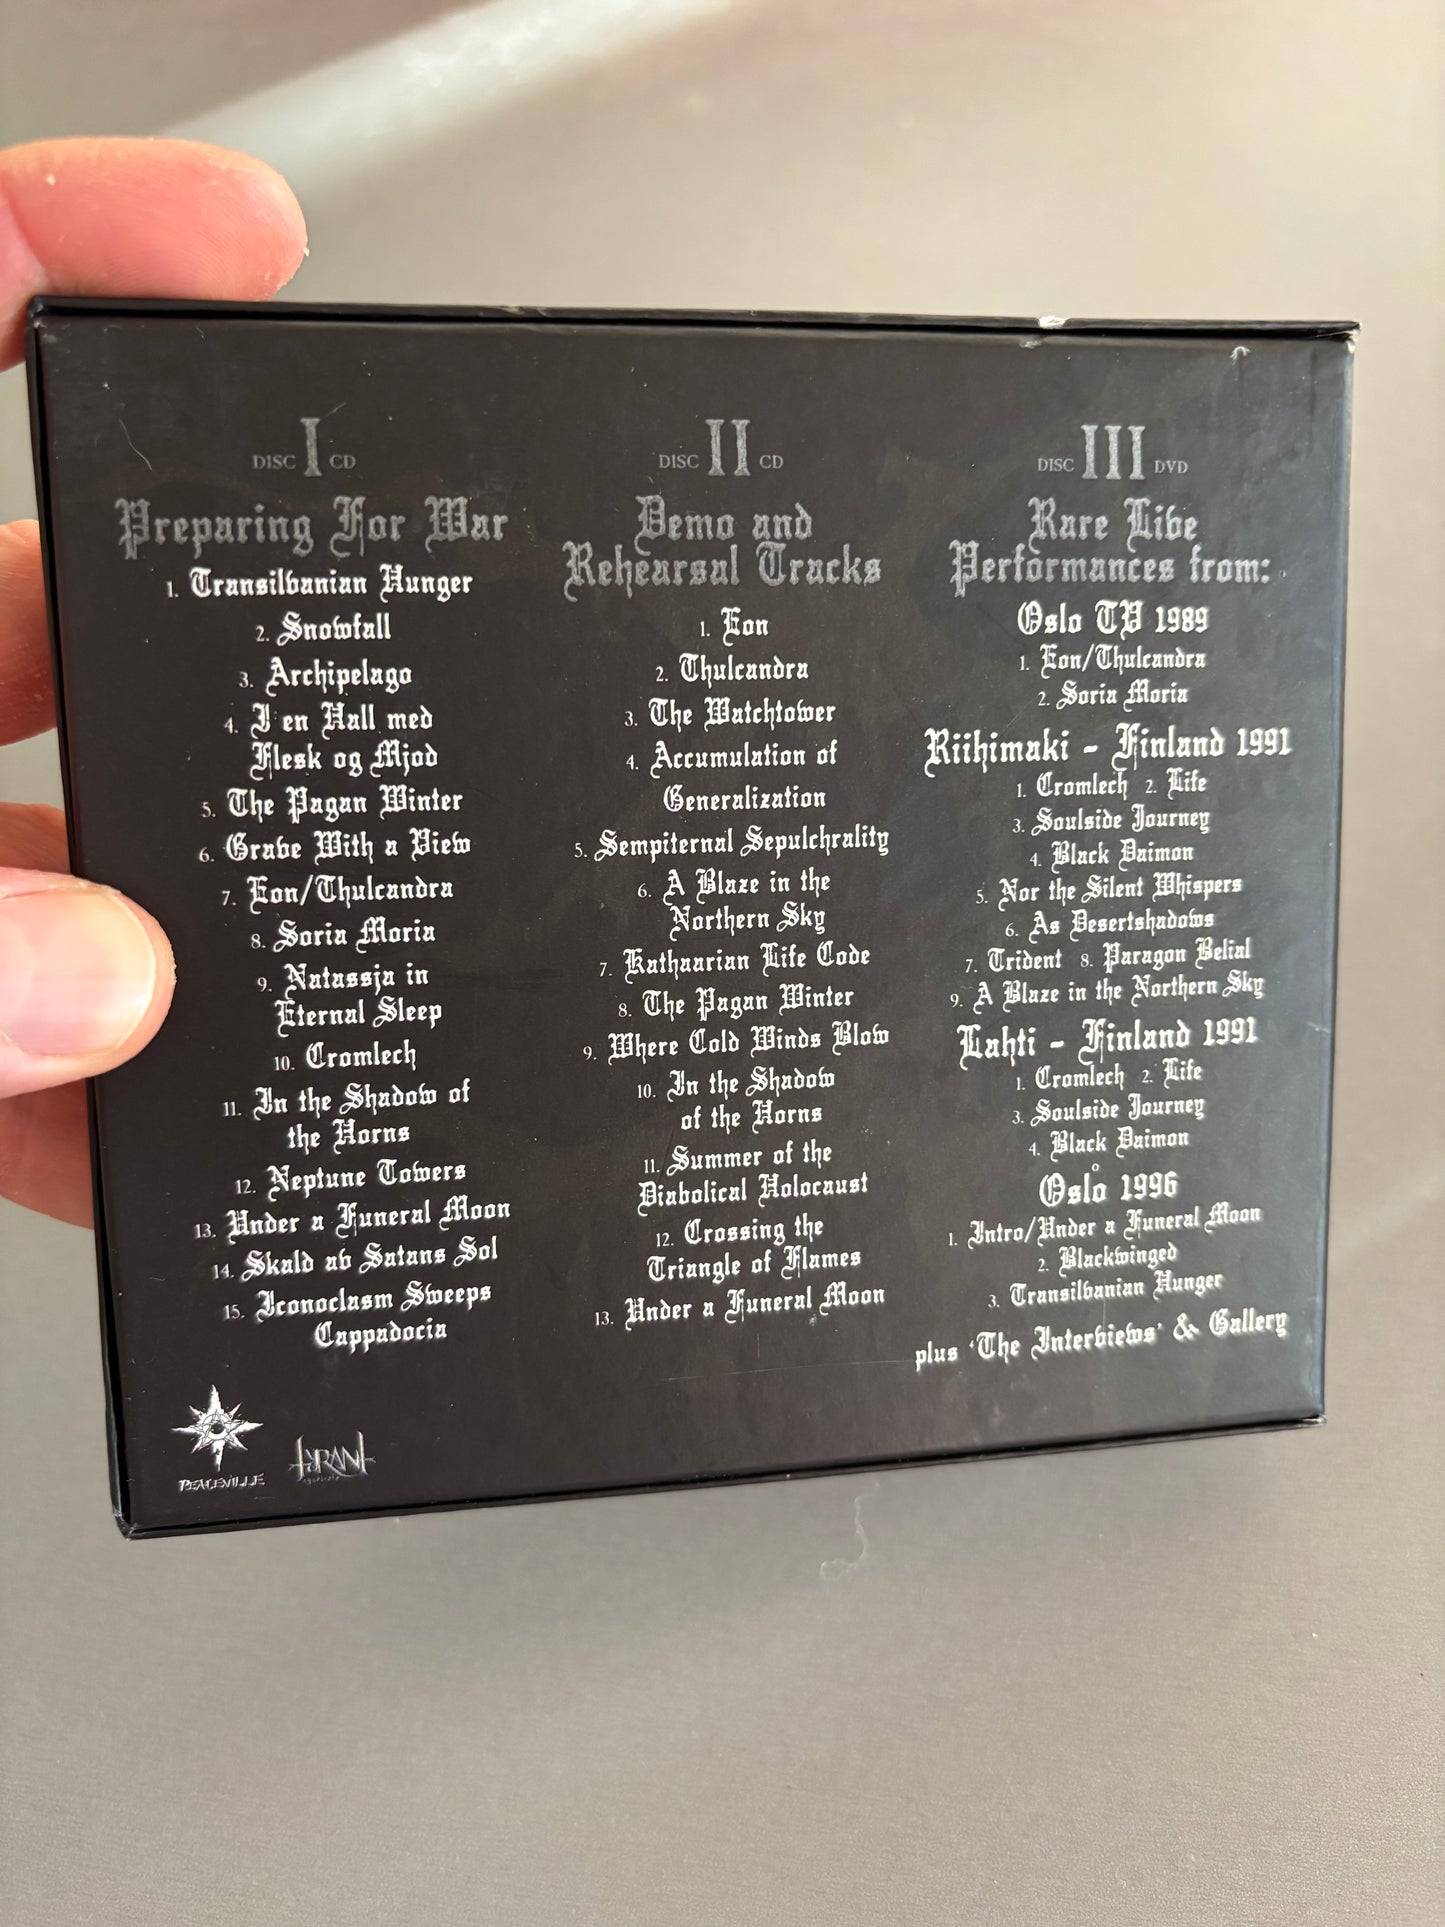 DISC I CD
Preparing For War
1. Transilvanian Hunger
2. Snowfall
3. Archipelago
4. I en Hall med
Flesk og Mjod
5. The Pagan Winter
6. Grave With a View
7. Eon/Thulcandra
8. Soria Moria
9. Natassja in
Eternal Sleep
10. Cromlech
11. In the Shadow of
the Horns
12. Neptune Towers
13. Under a Funeral Moon
14. Skald av Satans Sol
15. Iconoclasm Sweeps
Cappadocia
DISC II CD
Demo and
Rehearsal Tracks
1. Eon
2. Thulcandra
3. The Watchtower
4. Accumulation of
Generalization
5. Sempiternal Sepulchrality
6. A Blaze in the
Northern Sky
7. Kathaarian Life Code
8. The Pagan Winter
9. Where Cold Winds Blow
10. In the Shadow
of the Horns
11. Summer of the
Diabolical Holocaust
12. Crossing the
Triangle of Flames
13. Under a Funeral Moon
DISC III DVD
Rare Live
Performances from:
Oslo TV 1989
1. Eon/Thulcandra
2. Soria Moria
Riihimaki - Finland 1991
1. Cromlech 2. Life
3. Soulside Journey
4. Black Daimon
5. Nor the Silent Whispers
6. As Desertshadows
7. Trident 8. Paragon Belial
9. A Blaze in the Northern Sky
Lahti - Finland 1991
1. Cromlech 2. Life
3. Soulside Journey
4. Black Daimon
Oslo 1996
1. Intro/Under a Funeral Moon
2. Blackwinged
3. Transilvanian Hunger
plus 'The Interviews' & Gallery
PEACEVILLE
TYRANT
syndicate